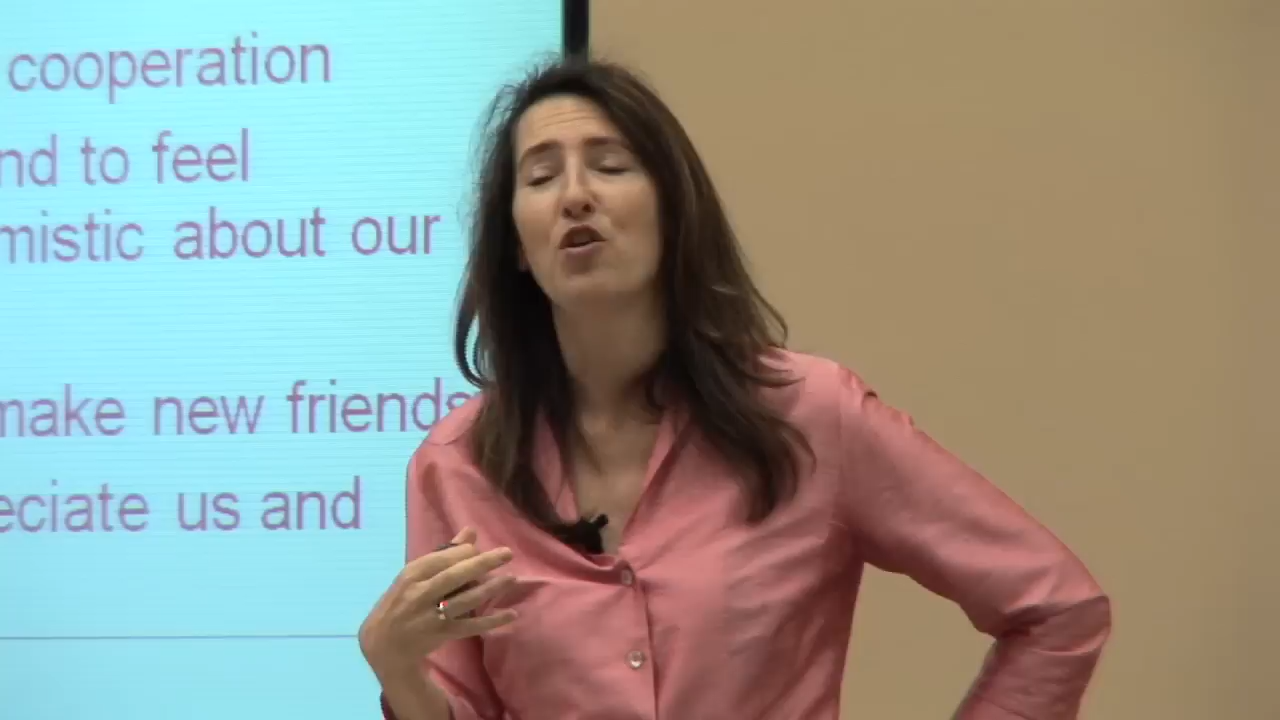 cooperation
nd to feel
mistic about our
make new friends
eciate us and